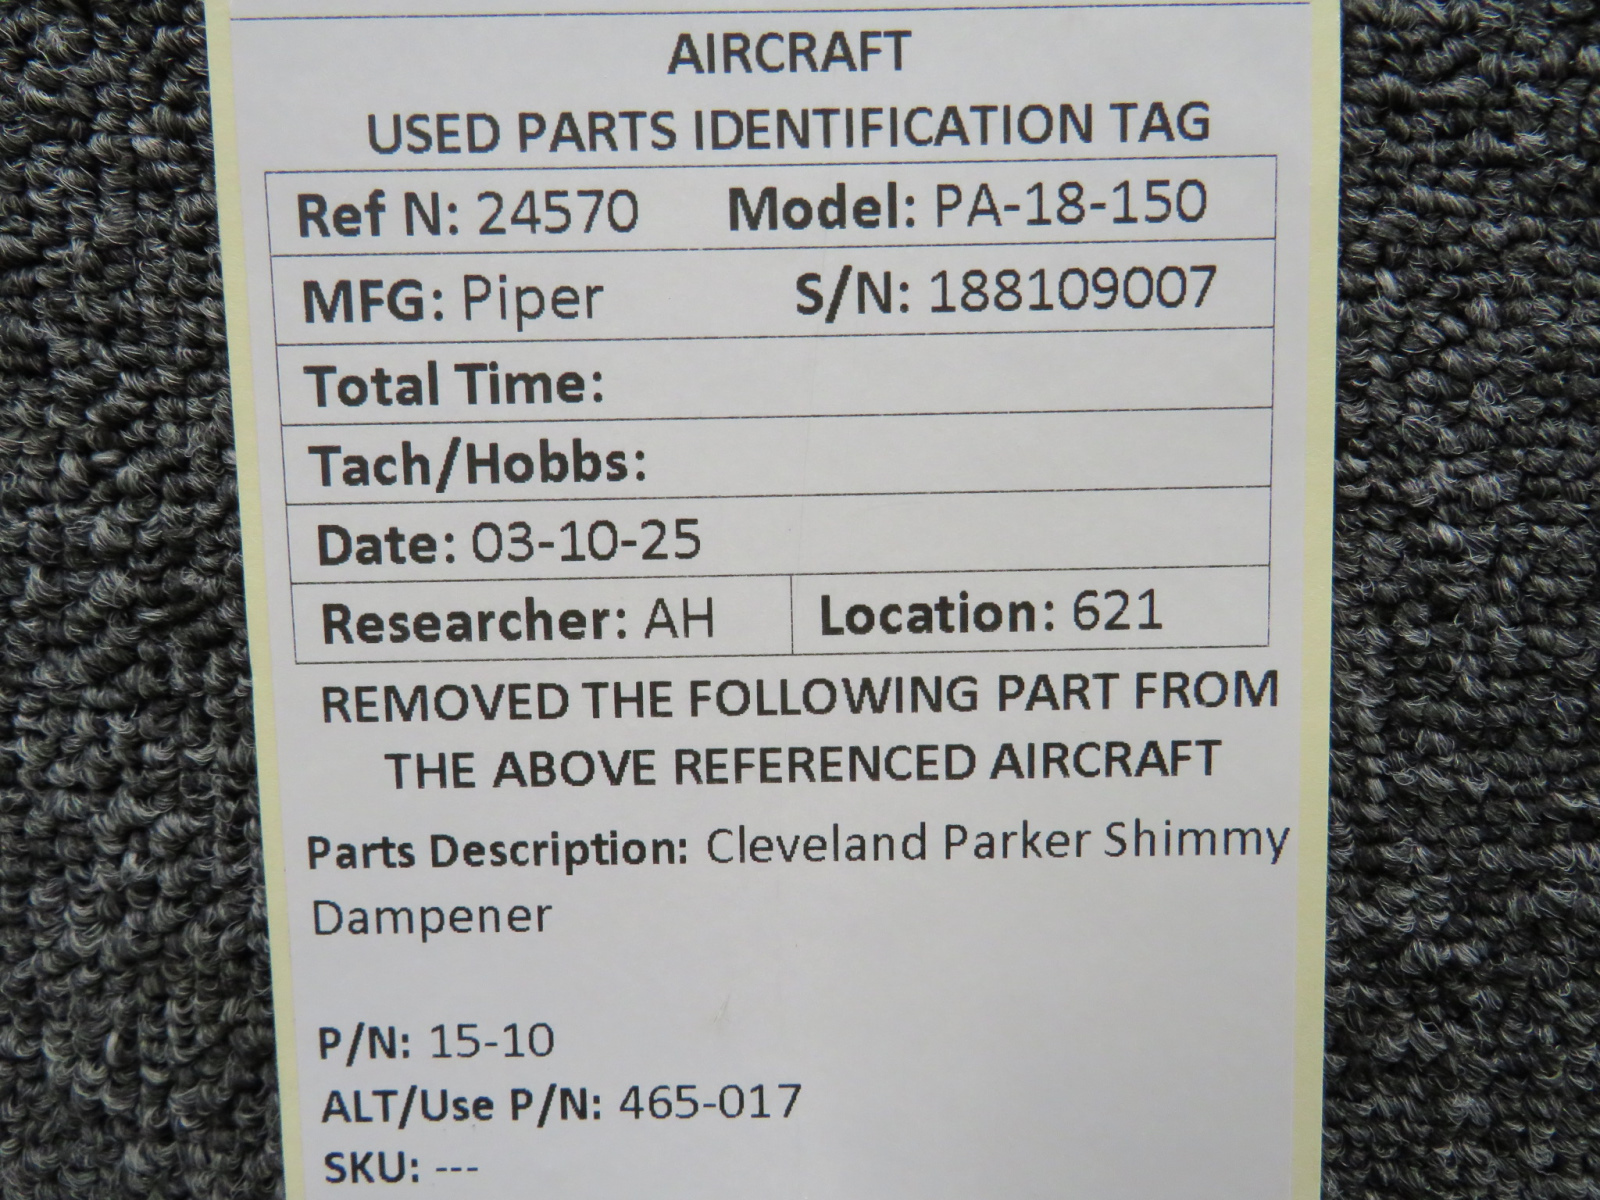 AIRCRAFT
USED PARTS IDENTIFICATION TAG
Ref N: 24570 Model: PA-18-150
MFG: Piper S/N: 188109007
Total Time:
Tach/Hobbs:
Date: 03-10-25
Researcher: AH Location: 621
REMOVED THE FOLLOWING PART FROM
THE ABOVE REFERENCED AIRCRAFT
Parts Description: Cleveland Parker Shimmy
Dampener
P/N: 15-10
ALT/Use P/N: 465-017
SKU: ---